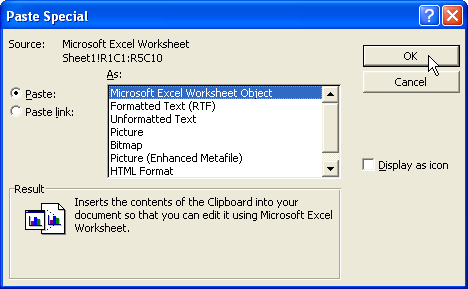 Paste Special
Source: Microsoft Excel Worksheet
Sheet1!R1C1:R5C10
OK
Cancel
As:
Paste:
Paste link:
Microsoft Excel Worksheet Object
Formatted Text (RTF)
Unformatted Text
Picture
Bitmap
Picture (Enhanced Metafile)
HTML Format
Display as icon
Result
Inserts the contents of the Clipboard into your
document so that you can edit it using Microsoft Excel
Worksheet.